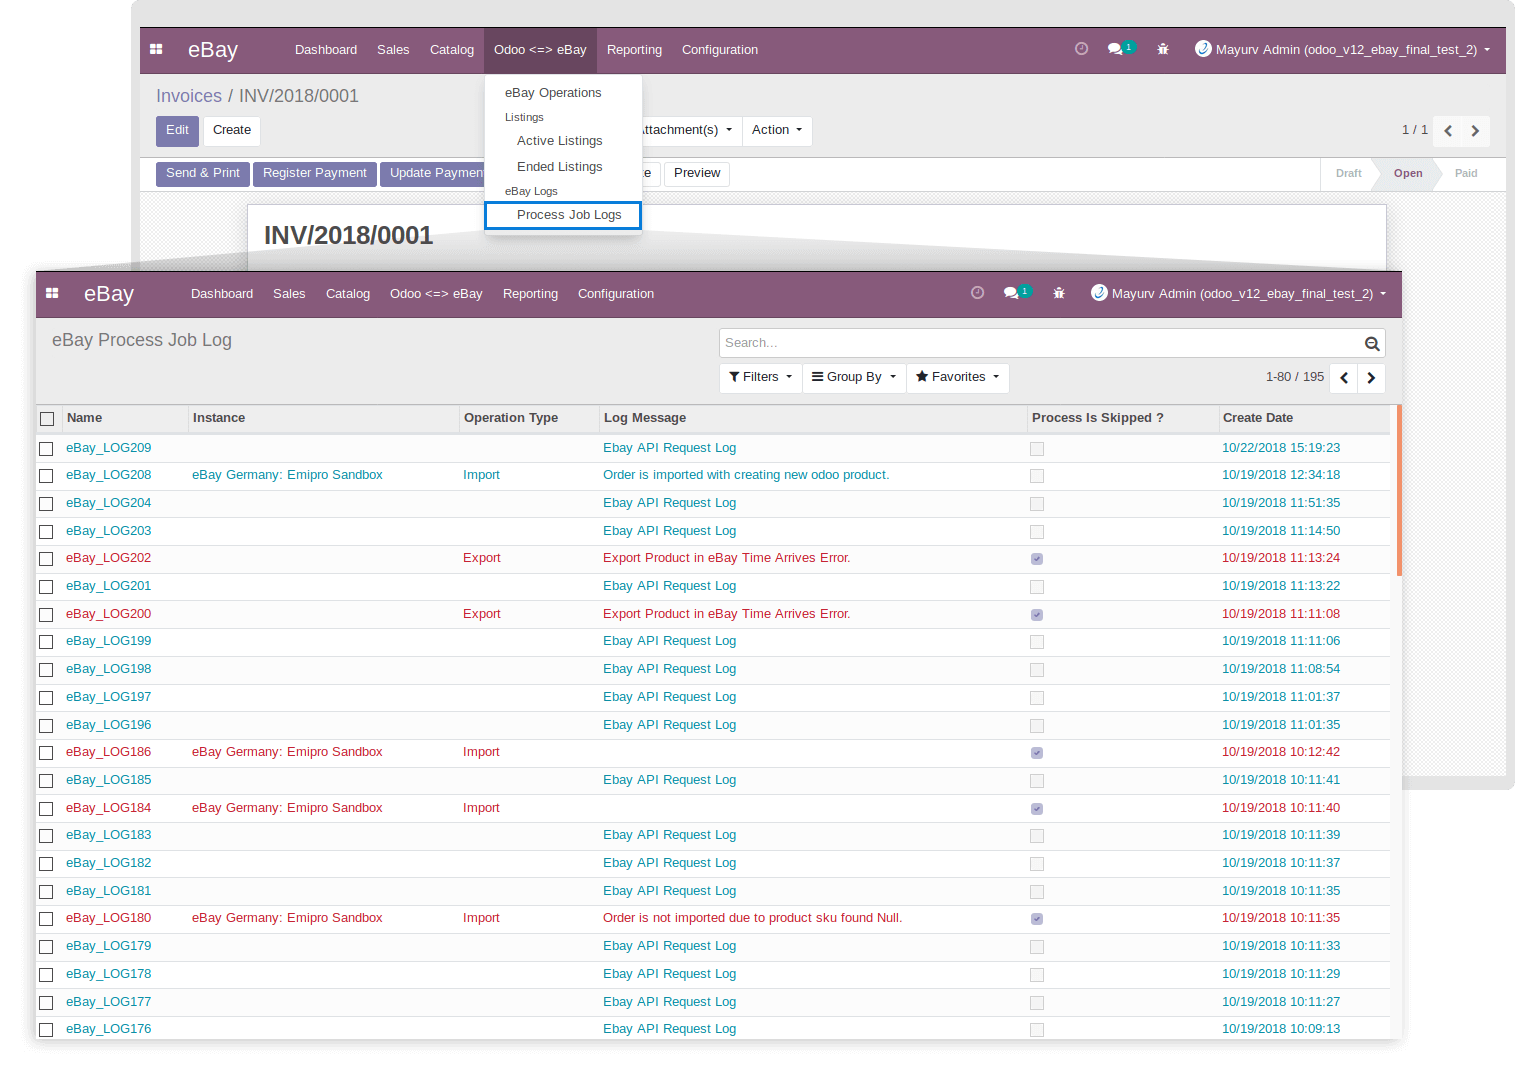 eBay Dashboard Sales Catalog Odoo <=> eBay Reporting Configuration 1 Mayurv Admin (odoo_v12_ebay_final_test_2)
Invoices / INV/2018/0001
eBay Operations
Listings
Edit Create ttachment(s) Action 1 / 1
Active Listings
Ended Listings
Send & Print Register Payment Update Paymen te Preview Draft Open Paid
eBay Logs
Process Job Logs
INV/2018/0001
eBay Dashboard Sales Catalog Odoo <=> eBay Reporting Configuration 1 Mayurv Admin (odoo_v12_ebay_final_test_2)
eBay Process Job Log
Search...
Filters Group By Favorites 1-80 / 195
Name Instance Operation Type Log Message Process Is Skipped ? Create Date
eBay_LOG209 Ebay API Request Log 10/22/2018 15:19:23
eBay_LOG208 eBay Germany: Emipro Sandbox Import Order is imported with creating new odoo product. 10/19/2018 12:34:18
eBay_LOG204 Ebay API Request Log 10/19/2018 11:51:35
eBay_LOG203 Ebay API Request Log 10/19/2018 11:14:50
eBay_LOG202 Export Export Product in eBay Time Arrives Error. 10/19/2018 11:13:24
eBay_LOG201 Ebay API Request Log 10/19/2018 11:13:22
eBay_LOG200 Export Export Product in eBay Time Arrives Error. 10/19/2018 11:11:08
eBay_LOG199 Ebay API Request Log 10/19/2018 11:11:06
eBay_LOG198 Ebay API Request Log 10/19/2018 11:08:54
eBay_LOG197 Ebay API Request Log 10/19/2018 11:01:37
eBay_LOG196 Ebay API Request Log 10/19/2018 11:01:35
eBay_LOG186 eBay Germany: Emipro Sandbox Import 10/19/2018 10:12:42
eBay_LOG185 Ebay API Request Log 10/19/2018 10:11:41
eBay_LOG184 eBay Germany: Emipro Sandbox Import 10/19/2018 10:11:40
eBay_LOG183 Ebay API Request Log 10/19/2018 10:11:39
eBay_LOG182 Ebay API Request Log 10/19/2018 10:11:37
eBay_LOG181 Ebay API Request Log 10/19/2018 10:11:35
eBay_LOG180 eBay Germany: Emipro Sandbox Import Order is not imported due to product sku found Null. 10/19/2018 10:11:35
eBay_LOG179 Ebay API Request Log 10/19/2018 10:11:33
eBay_LOG178 Ebay API Request Log 10/19/2018 10:11:29
eBay_LOG177 Ebay API Request Log 10/19/2018 10:11:27
eBay_LOG176 Ebay API Request Log 10/19/2018 10:09:13